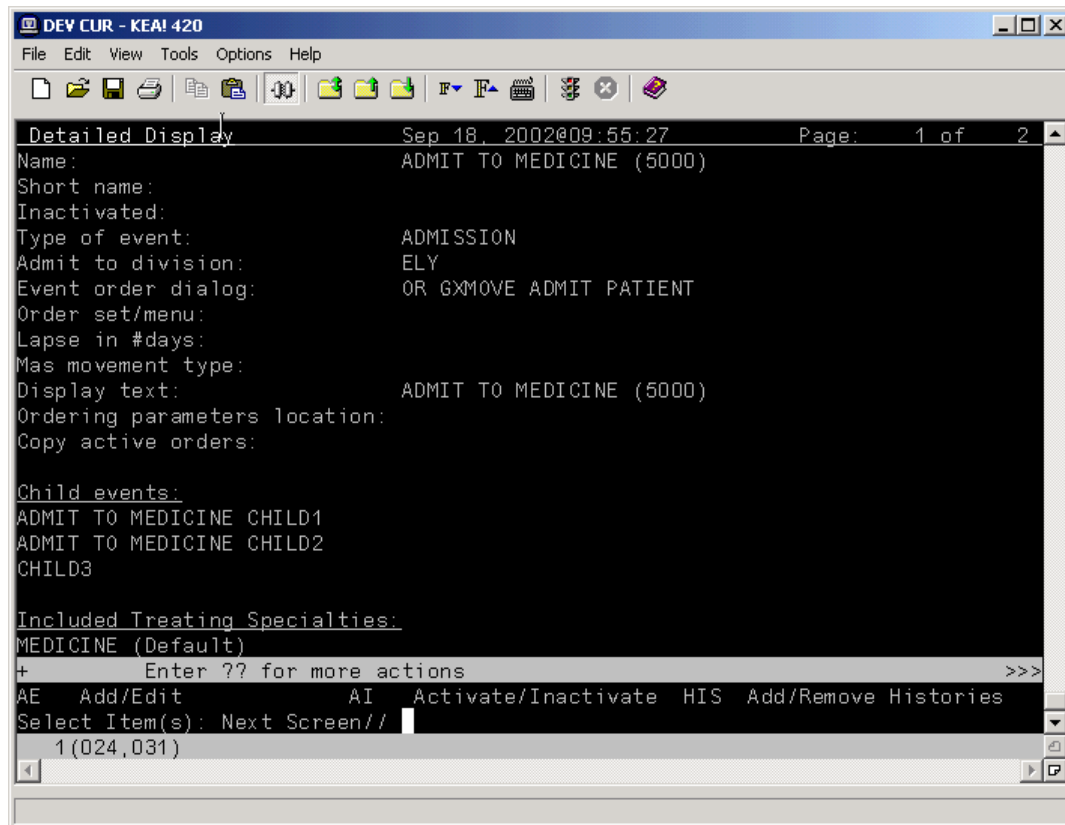 DEV CUR - KEA! 420
File Edit View Tools Options Help
Detailed Display Sep 18, 2002@09:55:27 Page: 1 of 2
Name: ADMIT TO MEDICINE (5000)
Short name:
Inactivated:
Type of event: ADMISSION
Admit to division: ELY
Event order dialog: OR GXMOVE ADMIT PATIENT
Order set/menu:
Lapse in #days:
Mas movement type:
Display text: ADMIT TO MEDICINE (5000)
Ordering parameters location:
Copy active orders:
Child events:
ADMIT TO MEDICINE CHILD1
ADMIT TO MEDICINE CHILD2
CHILD3
Included Treating Specialties:
MEDICINE (Default)
+ Enter ?? for more actions >>>
AE Add/Edit AI Activate/Inactivate HIS Add/Remove Histories
Select Item(s): Next Screen//
1(024,031)